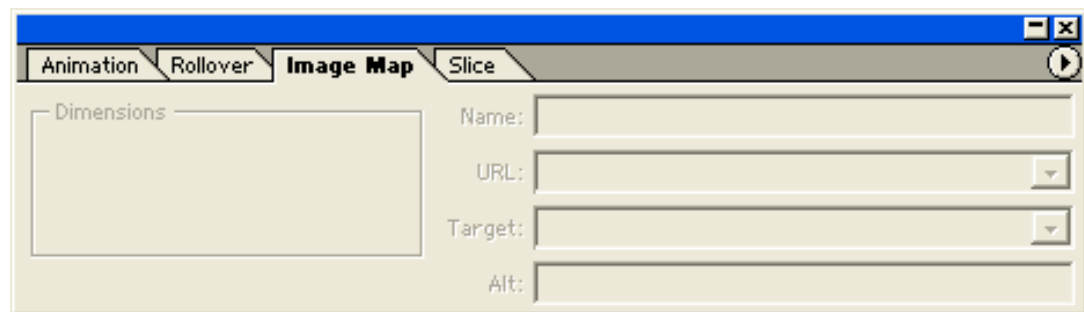 Animation Rollover Image Map Slice
Dimensions
Name:
URL:
Target:
Alt: